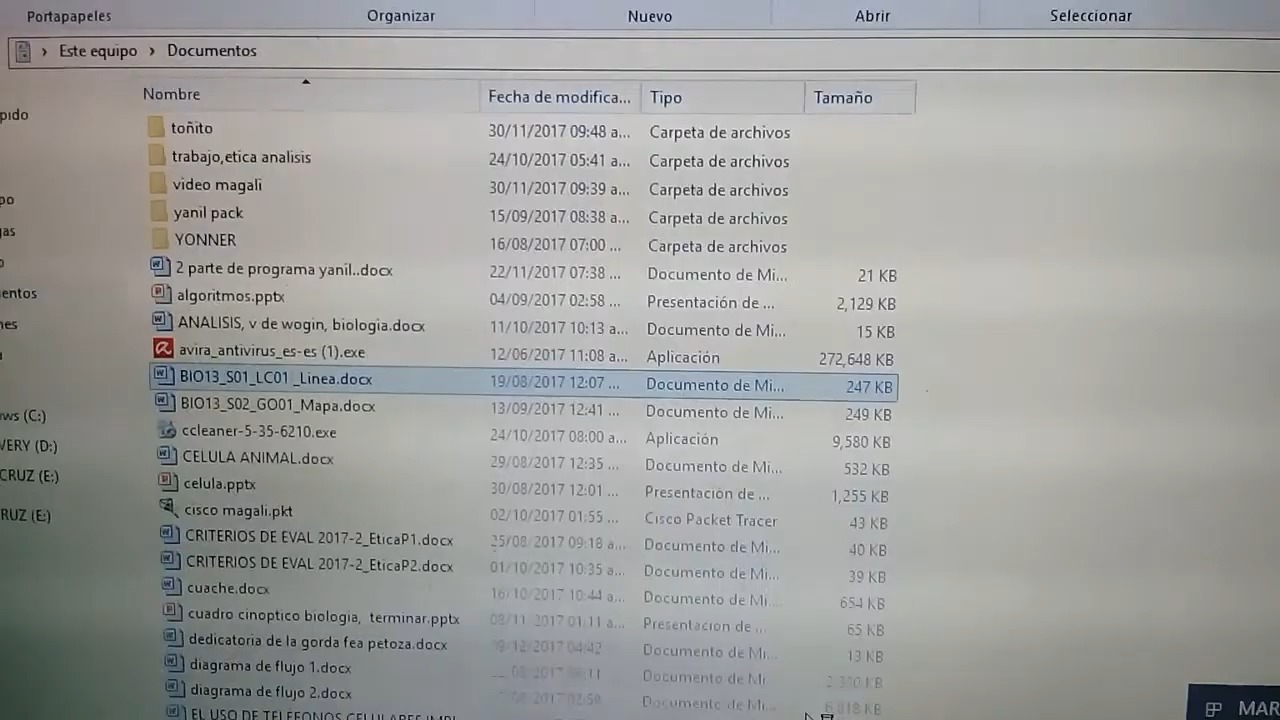 Portapapeles Organizar Nuevo Abrir Seleccionar
Este equipo Documentos
Nombre Fecha de modifica... Tipo Tamaño
pido
toñito 30/11/2017 09:48 a... Carpeta de archivos
trabajo,etica analisis 24/10/2017 05:41 a... Carpeta de archivos
video magali 30/11/2017 09:39 a... Carpeta de archivos
po
yanil pack 15/09/2017 08:38 a... Carpeta de archivos
YONNER 16/08/2017 07:00 ... Carpeta de archivos
2 parte de programa yanil..docx 22/11/2017 07:38 ... Documento de Mi... 21 KB
entos algoritmos.pptx 04/09/2017 02:58 ... Presentación de ... 2,129 KB
nes ANALISIS, v de wogin, biologia.docx 11/10/2017 10:13 a... Documento de Mi... 15 KB
avira_antivirus_es-es (1).exe 12/06/2017 11:08 a... Aplicación 272,648 KB
BIO13_S01_LC01 _Linea.docx 19/08/2017 12:07 ... Documento de Mi... 247 KB
ws (C:) BIO13_S02_GO01_Mapa.docx 13/09/2017 12:41 ... Documento de Mi... 249 KB
ccleaner-5-35-6210.exe 24/10/2017 08:00 a... Aplicación 9,580 KB
VERY (D:) CELULA ANIMAL.docx 29/08/2017 12:35 ... Documento de Mi... 532 KB
CRUZ (E:) celula.pptx 30/08/2017 12:01 ... Presentación de ... 1,255 KB
RUZ (E:) cisco magali.pkt 02/10/2017 01:55 ... Cisco Packet Tracer 43 KB
CRITERIOS DE EVAL 2017-2_EticaP1.docx 25/08/2017 09:18 a... Documento de Mi... 40 KB
CRITERIOS DE EVAL 2017-2_EticaP2.docx 01/10/2017 10:35 a... Documento de Mi... 39 KB
cuache.docx 16/10/2017 10:44 a... Documento de Mi... 654 KB
cuadro cinoptico biologia, terminar.pptx 08/11/2017 01:11 a... Presentación de ... 65 KB
dedicatoria de la gorda fea petoza.docx 09/12/2017 04:42 Documento de Mi... 13 KB
diagrama de flujo 1.docx Documento de Mi...
diagrama de flujo 2.docx Documento de Mi...
EL USO DE TELEFONOS CELULARES
MAR